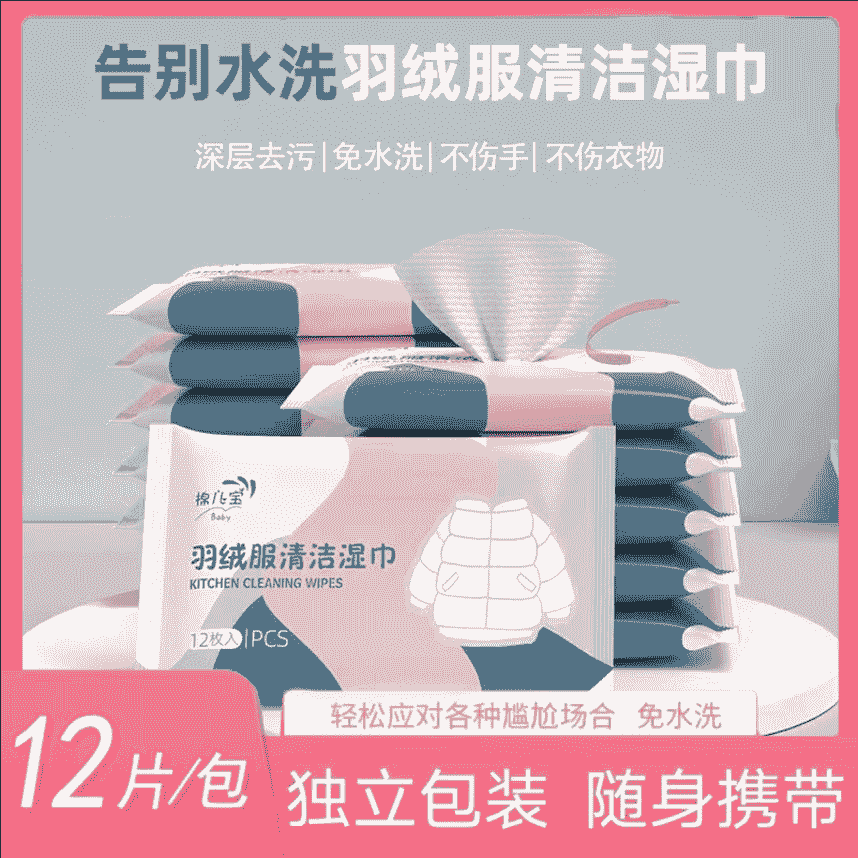 告别水洗羽绒服清洁湿巾
深层去污|免水洗|不伤手|不伤衣物
棉儿宝
Baby
羽绒服清洁湿巾
KITCHEN CLEANING WIPES
12枚入|PCS
轻松应对各种尴尬场合 免水洗
12片/包
独立包装 随身携带